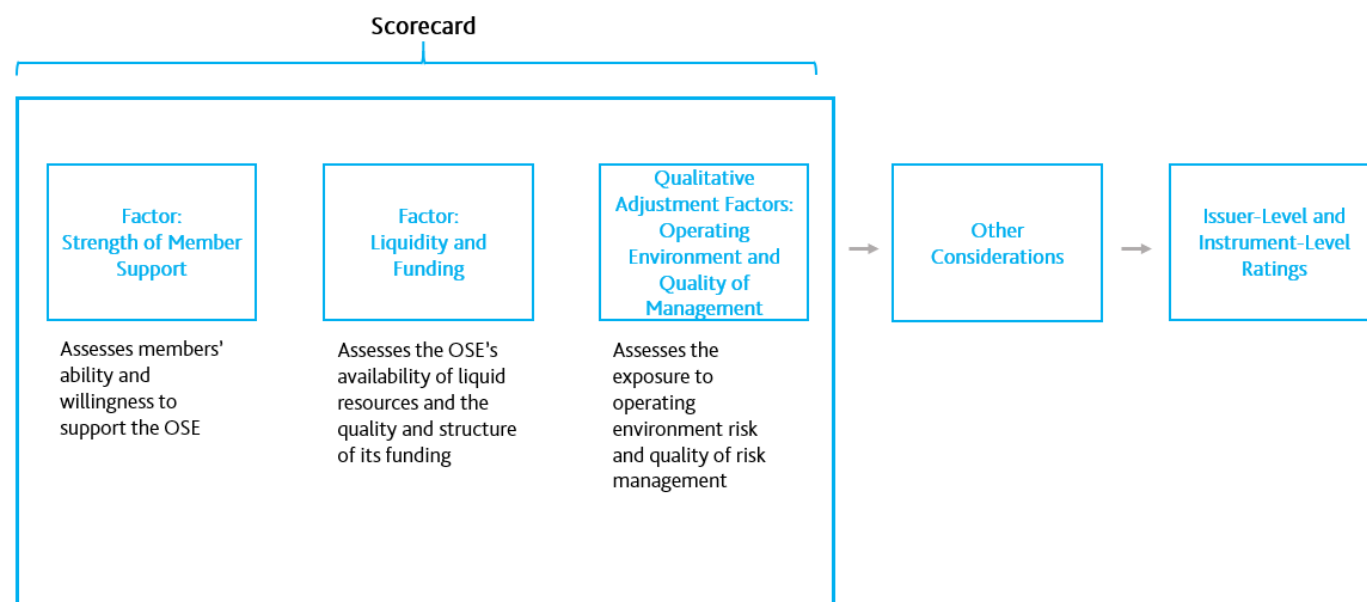 Scorecard
Factor:
Strength of Member
Support
Assesses members’
ability and
willingness to
support the OSE
Factor:
Liquidity and
Funding
Assesses the OSE’s
availability of liquid
resources and the
quality and structure
of its funding
Qualitative
Adjustment Factors:
Operating
Environment and
Quality of
Management
Assesses the
exposure to
operating
environment risk
and quality of risk
management
Other
Considerations
Issuer-Level and
Instrument-Level
Ratings